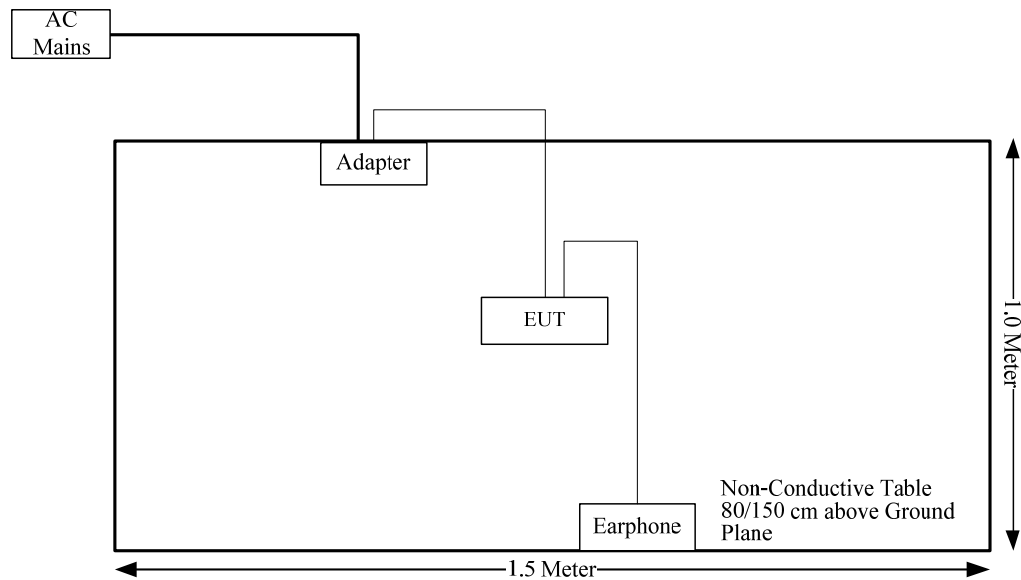 AC
Mains
Adapter
EUT
1.0 Meter
Non-Conductive Table
80/150 cm above Ground
Plane
Earphone
1.5 Meter